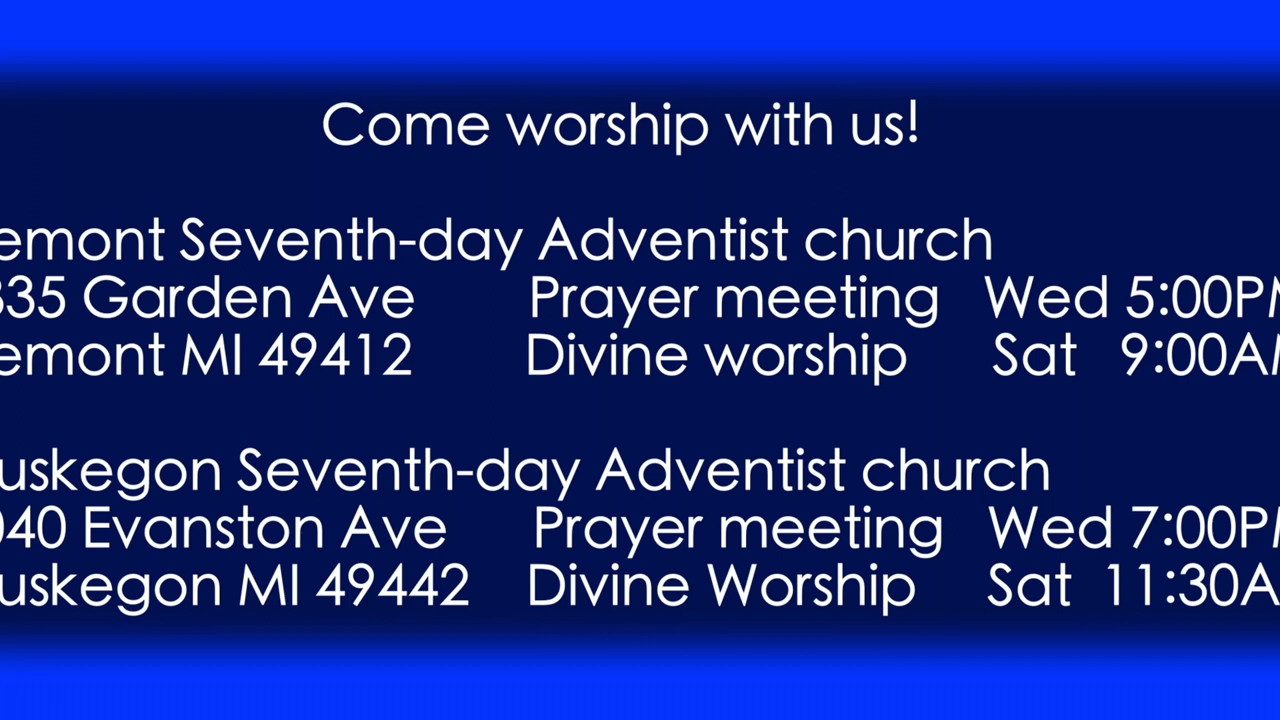 Come worship with us!
emont Seventh-day Adventist church
335 Garden Ave Prayer meeting Wed 5:00PM
emont MI 49412 Divine worship Sat 9:00AM
uskegon Seventh-day Adventist church
040 Evanston Ave Prayer meeting Wed 7:00PM
uskegon MI 49442 Divine Worship Sat 11:30A